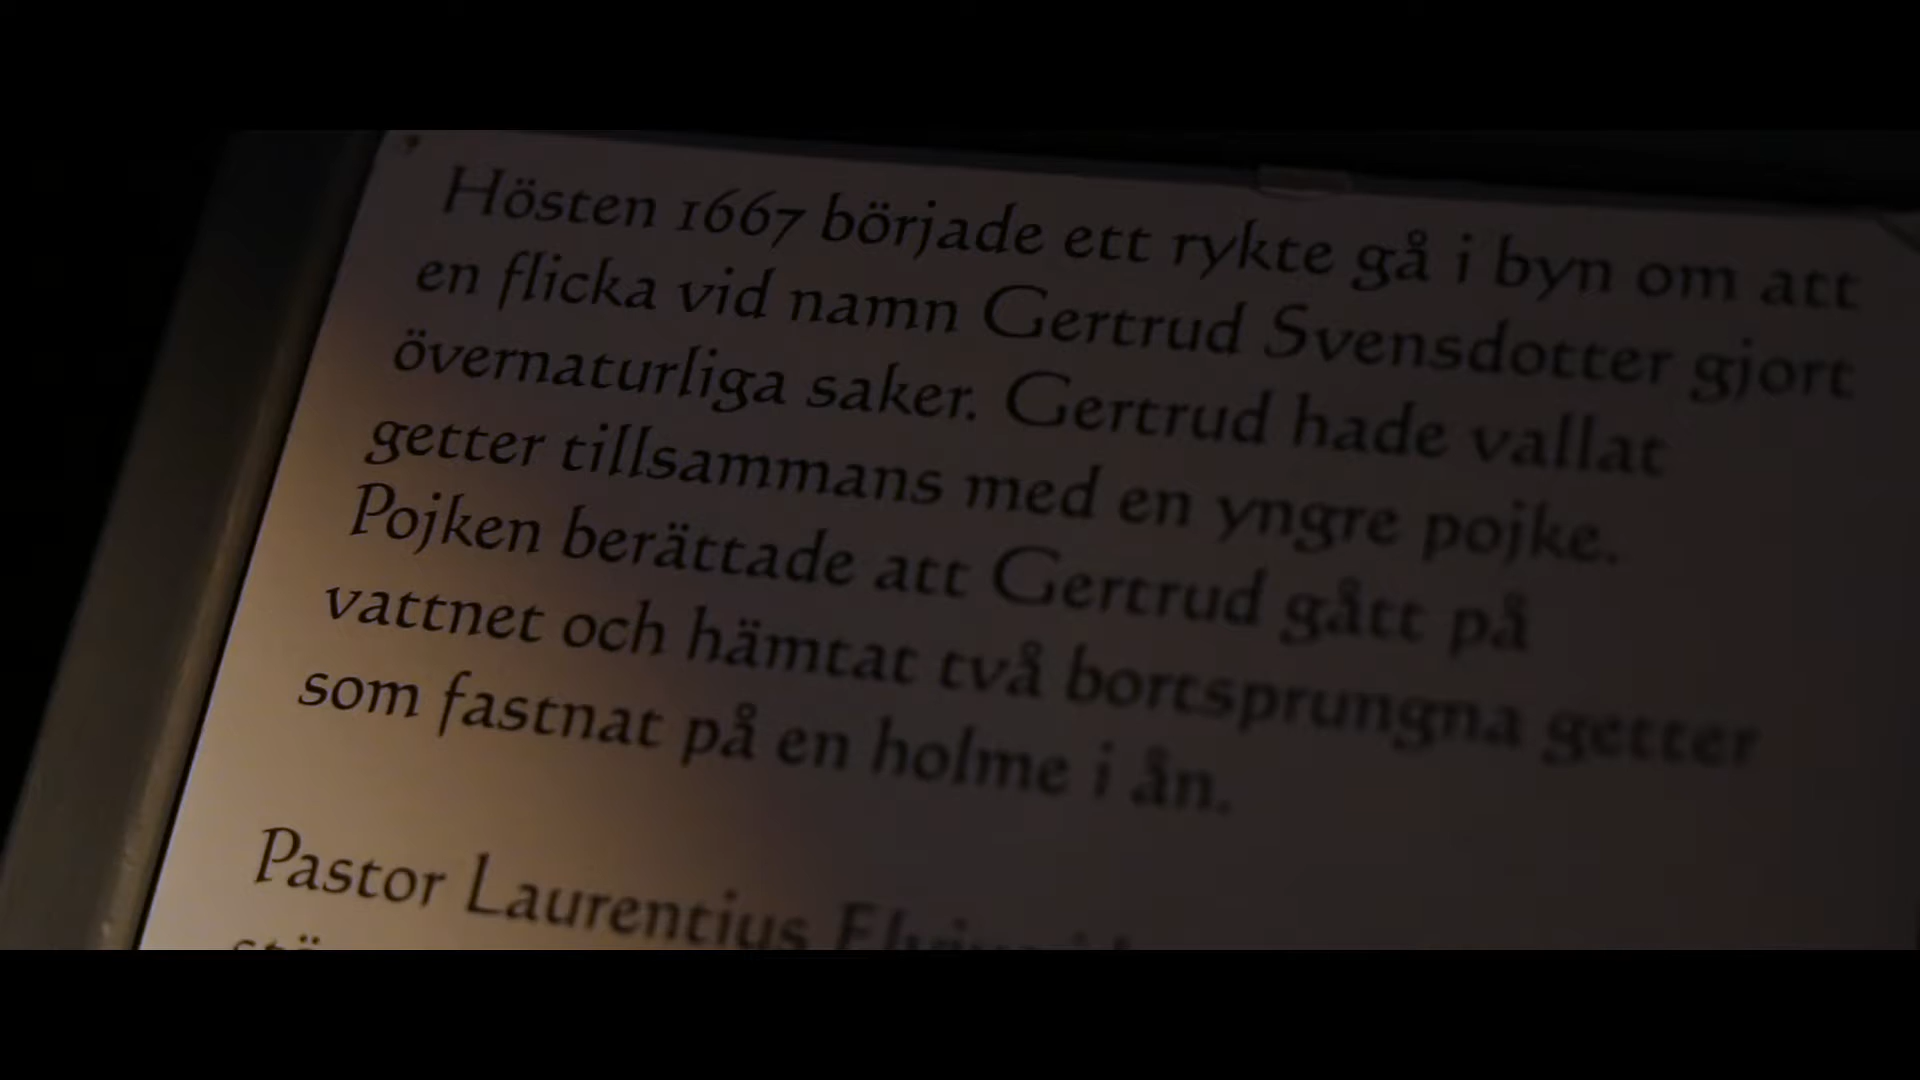 Hösten 1667 började ett rykte gå i byn om att
en flicka vid namn Gertrud Svensdotter gjort
övernaturliga saker. Gertrud hade vallat
getter tillsammans med en yngre pojke.
Pojken berättade att Gertrud gått på
vattnet och hämtat två bortsprungna getter
som fastnat på en holme i ån.
Pastor Laurentius